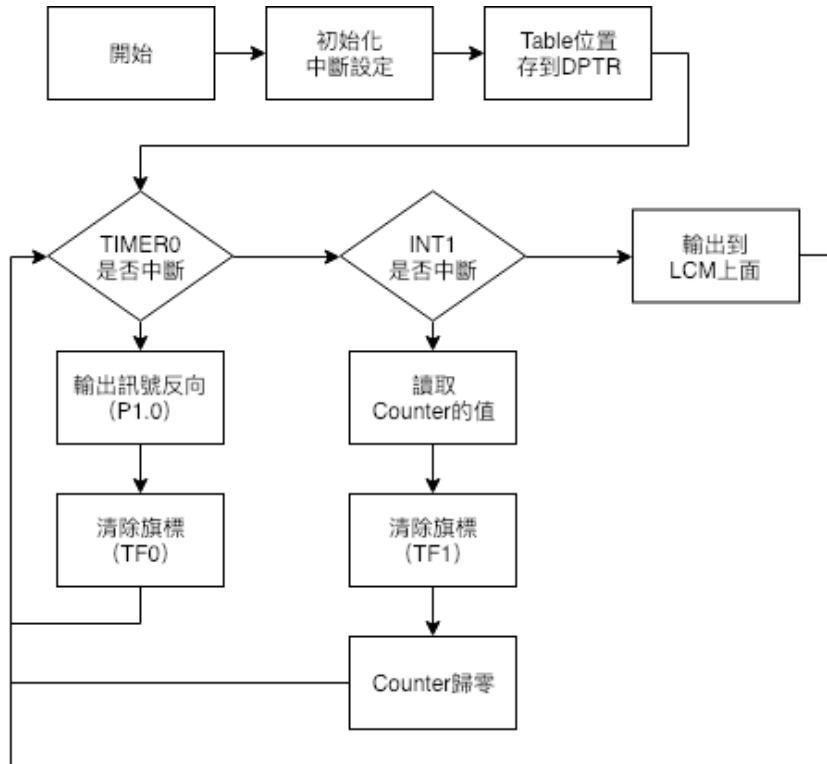 開始
初始化
中斷設定
Table位置
存到DPTR
TIMER0
是否中斷
INT1
是否中斷
輸出到
LCM上面
輸出訊號反向
（P1.0）
讀取
Counter的值
清除旗標
（TF0）
清除旗標
（TF1）
Counter歸零